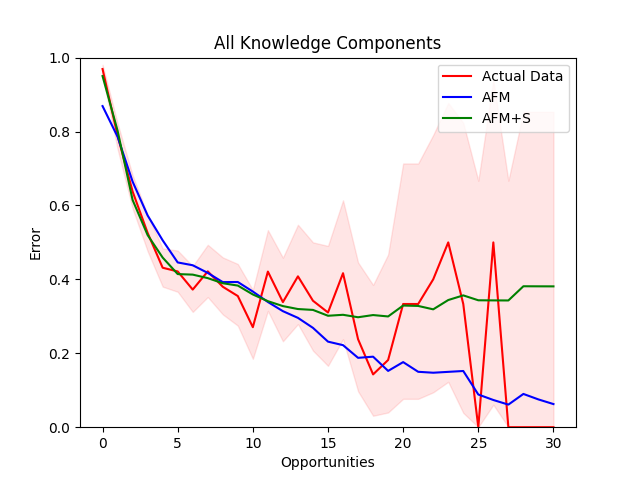 All Knowledge Components
Actual Data
AFM
AFM+S
1.0
0.8
0.6
0.4
0.2
0.0
Error
0 5 10 15 20 25 30
Opportunities